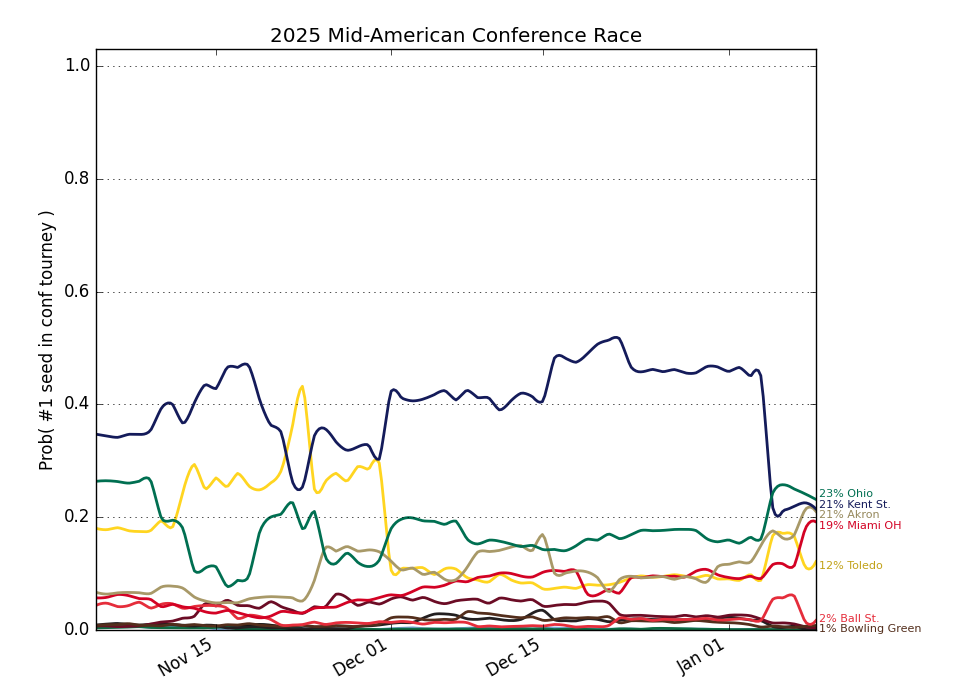 2025 Mid-American Conference Race
Prob( #1 seed in conf tourney )
1.0
0.8
0.6
0.4
0.2
0.0
Nov 15
Dec 01
Dec 15
Jan 01
23% Ohio
21% Kent St.
21% Akron
19% Miami OH
12% Toledo
2% Ball St.
1% Bowling Green